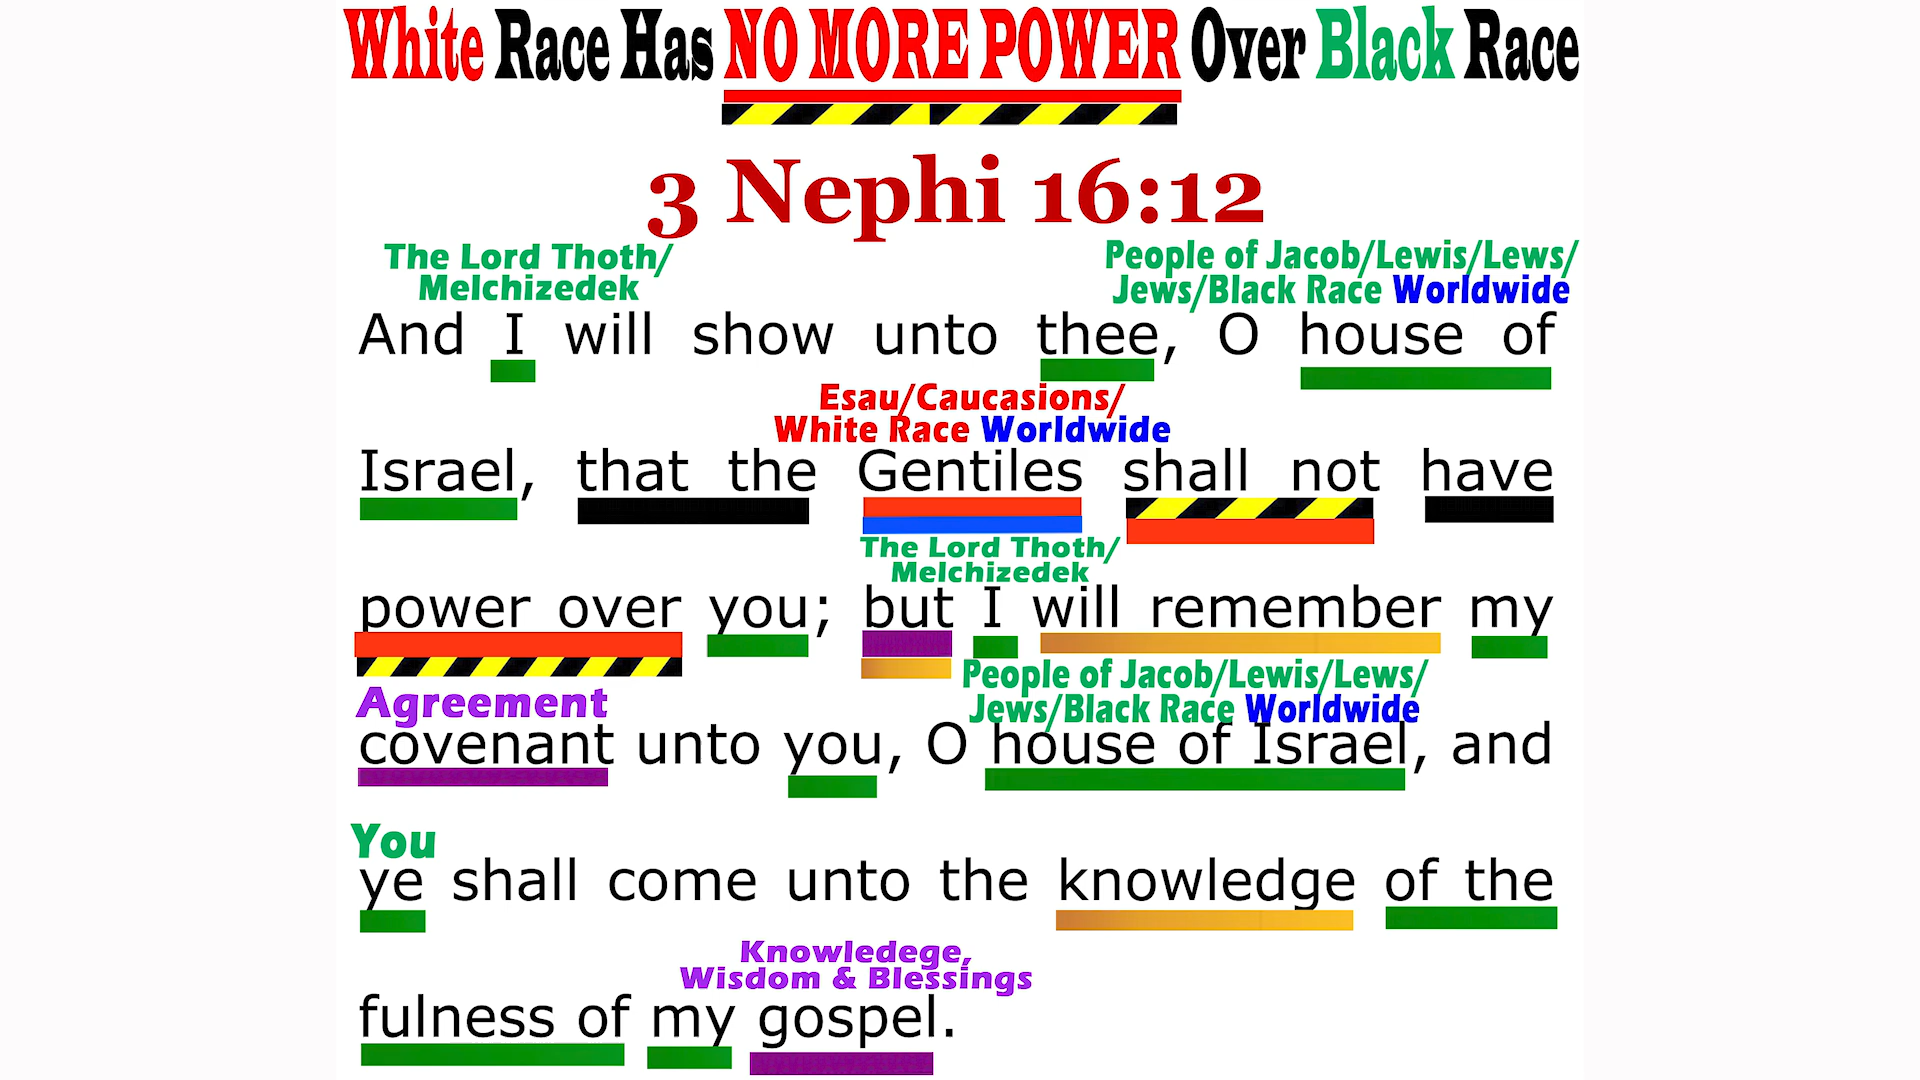 White Race Has NO MORE POWER Over Black Race
3 Nephi 16:12
The Lord Thoth/
Melchizedek
People of Jacob/Lewis/Lews/
Jews/Black Race Worldwide
And I will show unto thee, O house of
Esau/Caucasions/
White Race Worldwide
Israel, that the Gentiles shall not have
The Lord Thoth/
Melchizedek
power over you; but I will remember my
Agreement
People of Jacob/Lewis/Lews/
Jews/Black Race Worldwide
covenant unto you, O house of Israel, and
You
ye shall come unto the knowledge of the
Knowledege,
Wisdom & Blessings
fulness of my gospel.